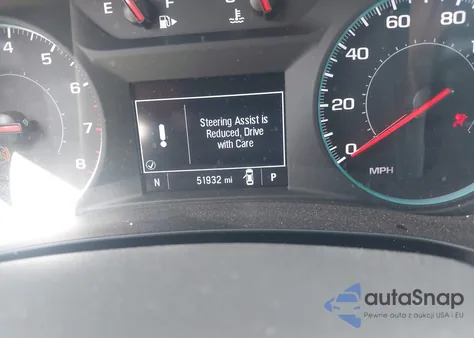 E F C H
4 5 6 7 8
0 20 40 60 80
MPH
Steering Assist is
Reduced, Drive
with Care
N 51932 mi P
autoSnap
Pewne auta z aukcji USA i EU